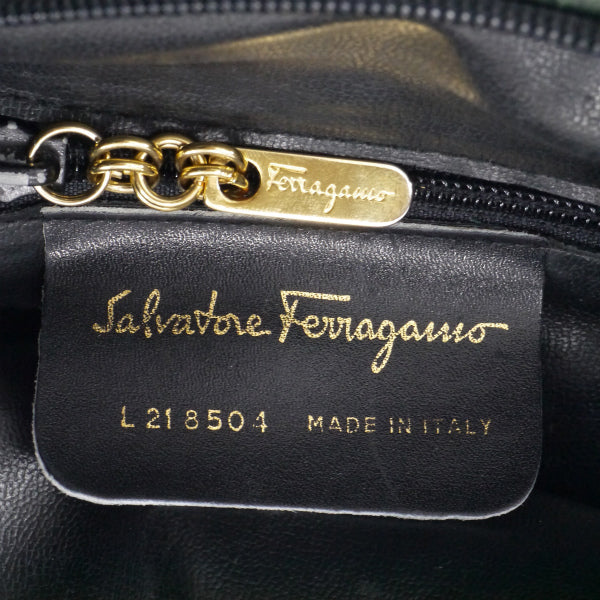 Ferragamo
Salvatore Ferragamo
L 218504 MADE IN ITALY